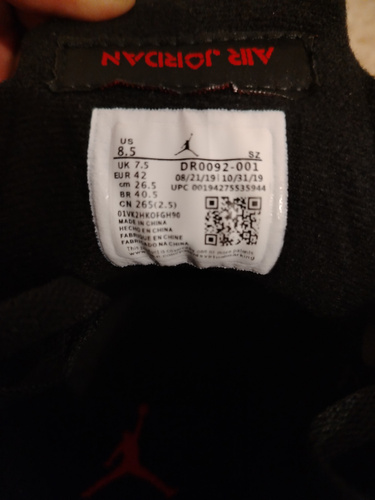 AIR JORDAN
US
8.5 SZ
UK 7.5 DR0092-001
EUR 42 08/21/19 | 10/31/19
cm 26.5 UPC 00194275535944
BR 40.5
CN 265(2.5)
MADE IN CHINA
HECHO EN CHINA
FABRIQUE EN CHINE
FABRICADO NA CHINA